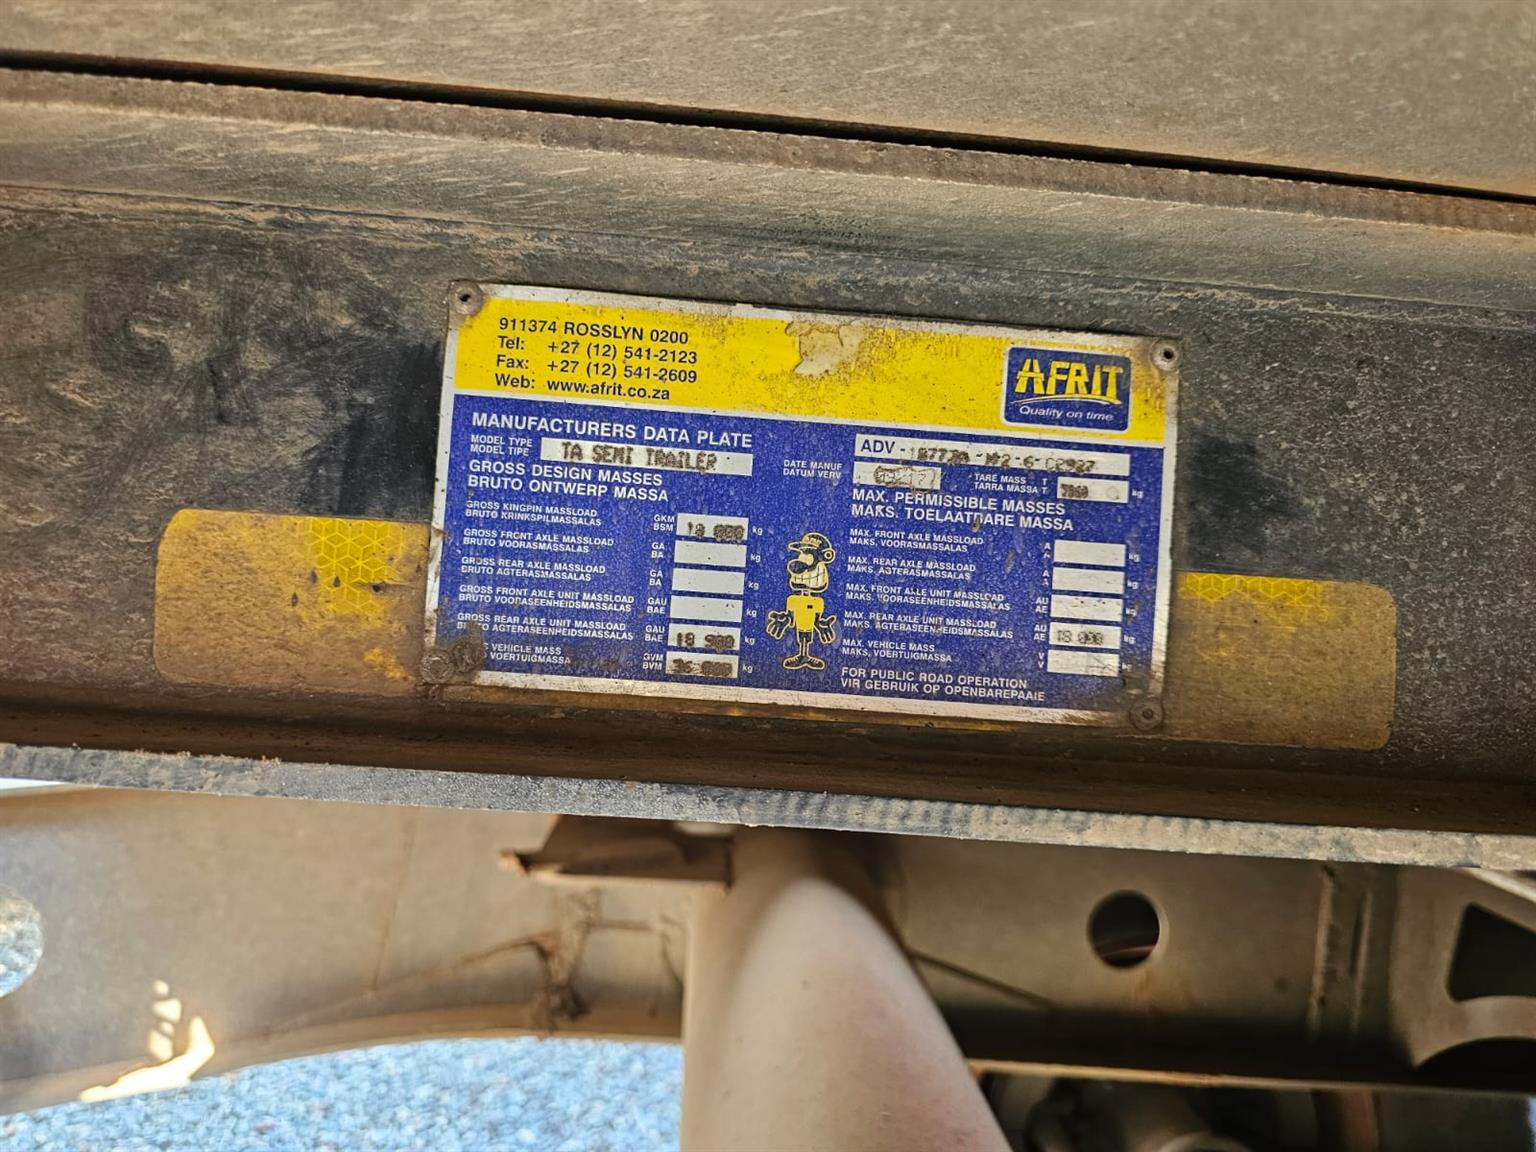 911374 ROSSLYN 0200
Tel: +27 (12) 541-2123
Fax: +27 (12) 541-2609
Web: www.afrit.co.za
AFRIT
Quality on time
MANUFACTURERS DATA PLATE
MODEL TYPE
MODEL TIPE
TA SEMI TRAILER
GROSS DESIGN MASSES
BRUTO ONTWERP MASSA
GROSS KINGPIN MASSLOAD GKM
BRUTO KRINKSPILMASSALAS BSM 18 000 kg
GROSS FRONT AXLE MASSLOAD GA
BRUTO VOORASMASSALAS BA kg
GROSS REAR AXLE MASSLOAD GA
BRUTO AGTERASMASSALAS BA kg
GROSS FRONT AXLE UNIT MASSLOAD GAU
BRUTO VOORASEENHEIDSMASSALAS BAE kg
GROSS REAR AXLE UNIT MASSLOAD GAU
BRUTO AGTERASEENHEIDSMASSALAS BAE 18 900 kg
VEHICLE MASS GVM
VOERTUIGMASSA BVM kg
ADV -
DATE MANUF
DATUM VERV
TARE MASS T
TARRA MASSA T kg
MAX. PERMISSIBLE MASSES
MAKS. TOELAATBARE MASSA
MAX. FRONT AXLE MASSLOAD A
MAKS. VOORASMASSALAS A kg
MAX. REAR AXLE MASSLOAD A
MAKS. AGTERASMASSALAS A kg
MAX. FRONT AXLE UNIT MASSLOAD AU
MAKS. VOORASEENHEIDSMASSALAS AE kg
MAX. REAR AXLE UNIT MASSLOAD AU
MAKS. AGTERASEENHEIDSMASSALAS AE kg
MAX. VEHICLE MASS V
MAKS. VOERTUIGMASSA V kg
FOR PUBLIC ROAD OPERATION
VIR GEBRUIK OP OPENBAREPAAIE